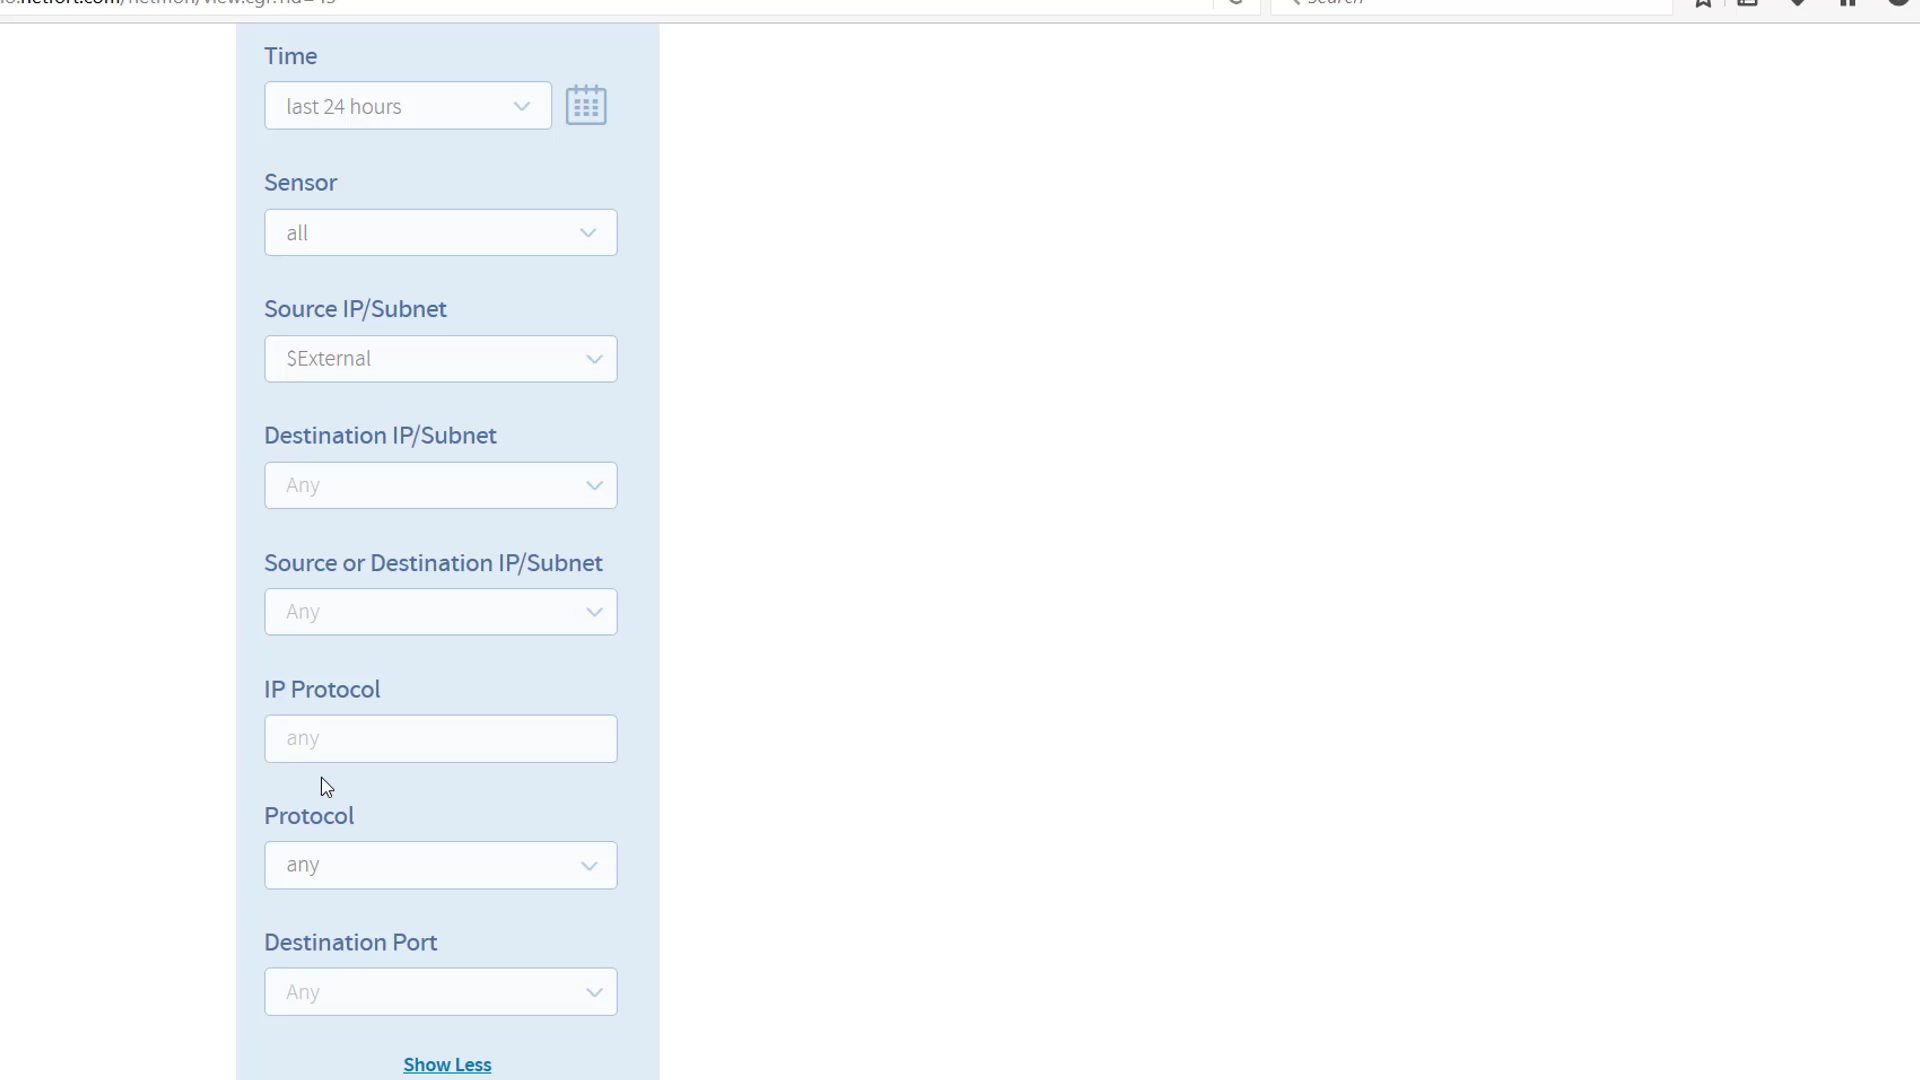 Time
last 24 hours
Sensor
all
Source IP/Subnet
$External
Destination IP/Subnet
Any
Source or Destination IP/Subnet
Any
IP Protocol
any
Protocol
any
Destination Port
Any
Show Less